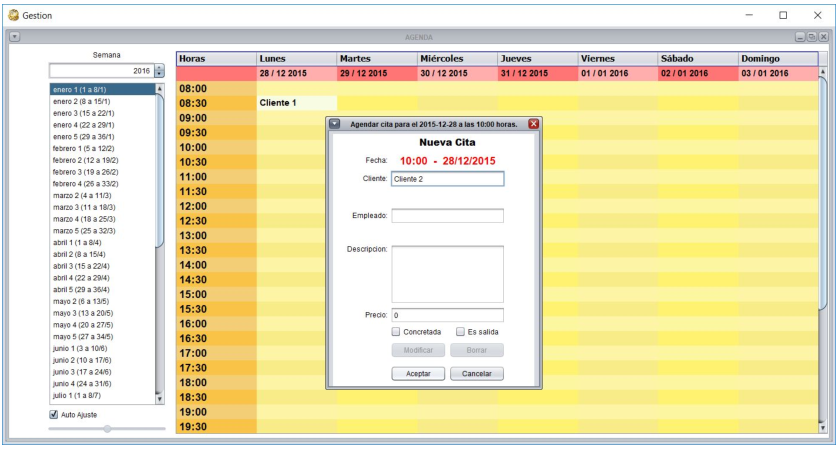 Gestion
AGENDA
Semana
2016
enero 1 (1 a 8/1)
enero 2 (8 a 15/1)
enero 3 (15 a 22/1)
enero 4 (22 a 29/1)
enero 5 (29 a 36/1)
febrero 1 (5 a 12/2)
febrero 2 (12 a 19/2)
febrero 3 (19 a 26/2)
febrero 4 (26 a 33/2)
marzo 2 (4 a 11/3)
marzo 3 (11 a 18/3)
marzo 4 (18 a 25/3)
marzo 5 (25 a 32/3)
abril 1 (1 a 8/4)
abril 2 (8 a 15/4)
abril 3 (15 a 22/4)
abril 4 (22 a 29/4)
abril 5 (29 a 36/4)
mayo 2 (6 a 13/5)
mayo 3 (13 a 20/5)
mayo 4 (20 a 27/5)
mayo 5 (27 a 34/5)
junio 1 (3 a 10/6)
junio 2 (10 a 17/6)
junio 3 (17 a 24/6)
junio 4 (24 a 31/6)
julio 1 (1 a 8/7)
Auto Ajuste
Horas Lunes Martes Miércoles Jueves Viernes Sábado Domingo
28 / 12 2015 29 / 12 2015 30 / 12 2015 31 / 12 2015 01 / 01 2016 02 / 01 2016 03 / 01 2016
08:00
08:30 Cliente 1
09:00
09:30
10:00
10:30
11:00
11:30
12:00
12:30
13:00
13:30
14:00
14:30
15:00
15:30
16:00
16:30
17:00
17:30
18:00
18:30
19:00
19:30
Agendar cita para el 2015-12-28 a las 10:00 horas.
Nueva Cita
Fecha: 10:00 - 28/12/2015
Cliente: Cliente 2
Empleado:
Descripcion:
Precio: 0
Concretada Es salida
Modificar Borrar
Aceptar Cancelar